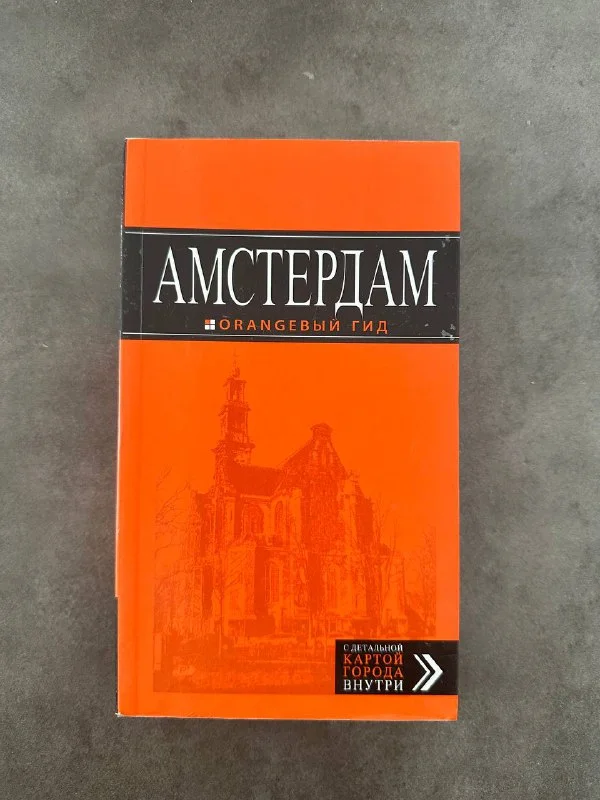 АМСТЕРДАМ
ORANGEВЫЙ ГИД
С ДЕТАЛЬНОЙ
КАРТОЙ
ГОРОДА
ВНУТРИ